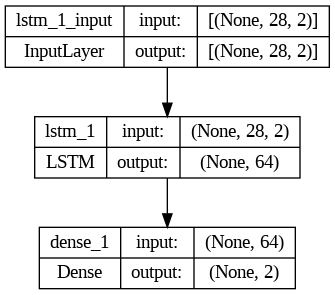 lstm_1_input input: [(None, 28, 2)]
InputLayer output: [(None, 28, 2)]
lstm_1 input: (None, 28, 2)
LSTM output: (None, 64)
dense_1 input: (None, 64)
Dense output: (None, 2)